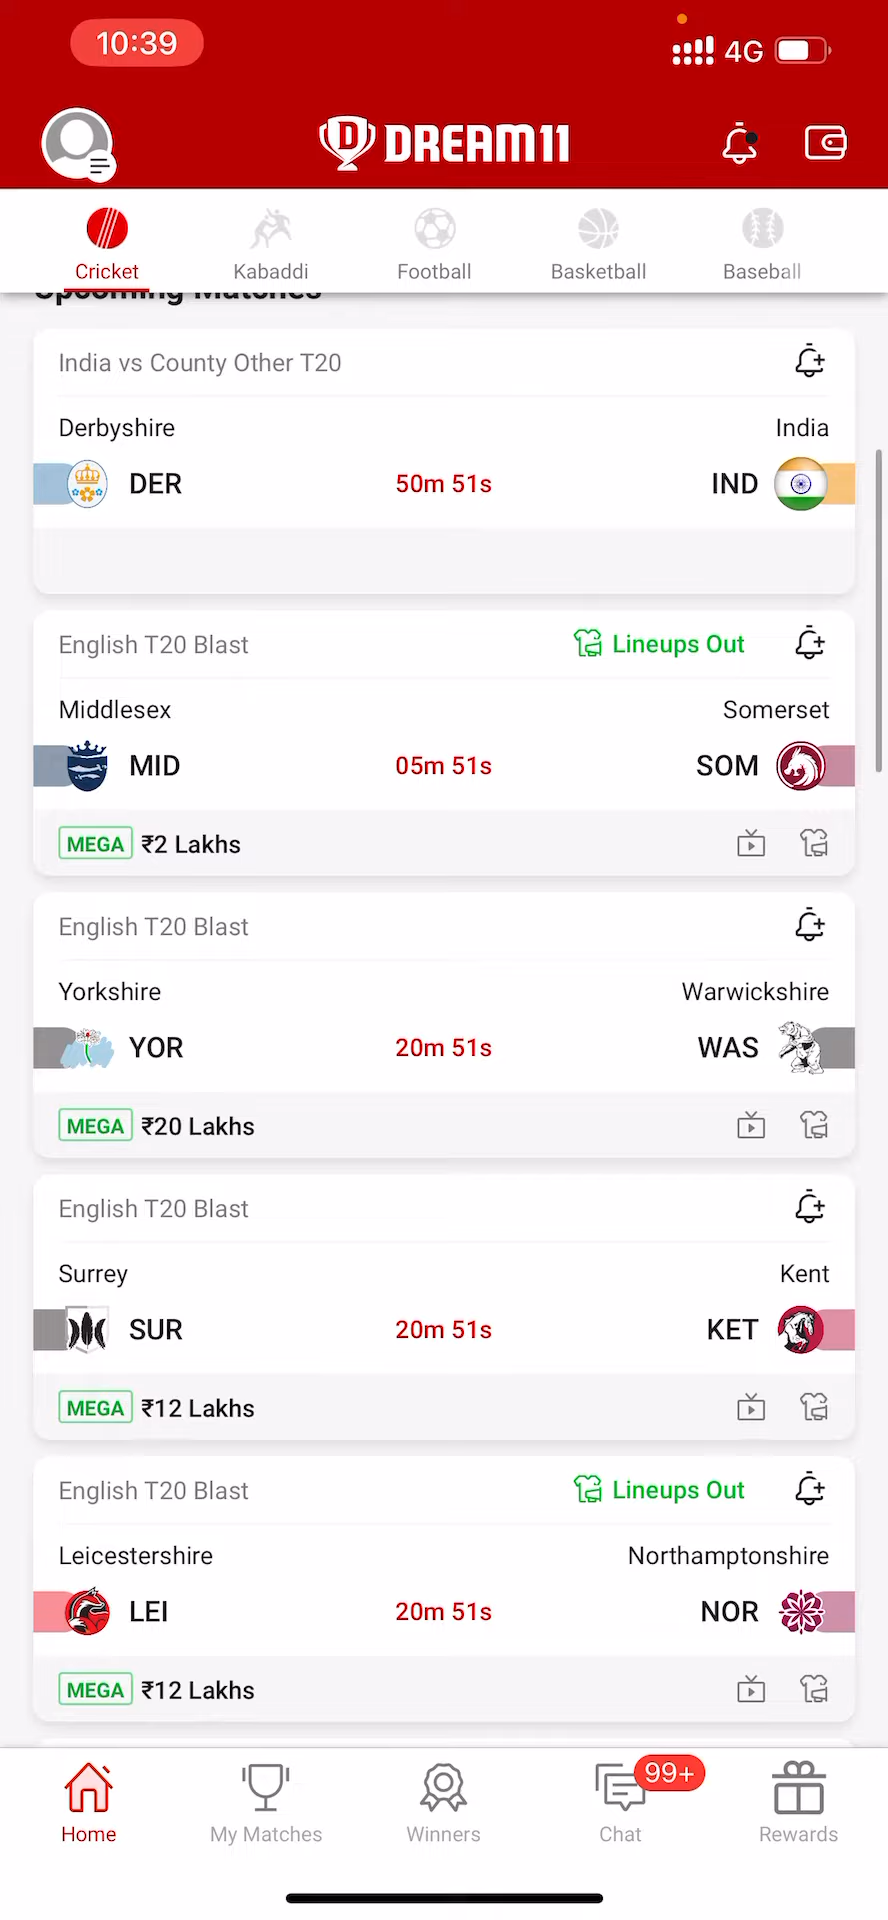 10:39
4G
DREAM11
Cricket
Kabaddi
Football
Basketball
Baseball
Upcoming Matches
India vs County Other T20
Derbyshire
India
DER
50m 51s
IND
English T20 Blast
Lineups Out
Middlesex
Somerset
MID
05m 51s
SOM
MEGA ₹2 Lakhs
English T20 Blast
Yorkshire
Warwickshire
YOR
20m 51s
WAS
MEGA ₹20 Lakhs
English T20 Blast
Surrey
Kent
SUR
20m 51s
KET
MEGA ₹12 Lakhs
English T20 Blast
Lineups Out
Leicestershire
Northamptonshire
LEI
20m 51s
NOR
MEGA ₹12 Lakhs
99+
Home
My Matches
Winners
Chat
Rewards